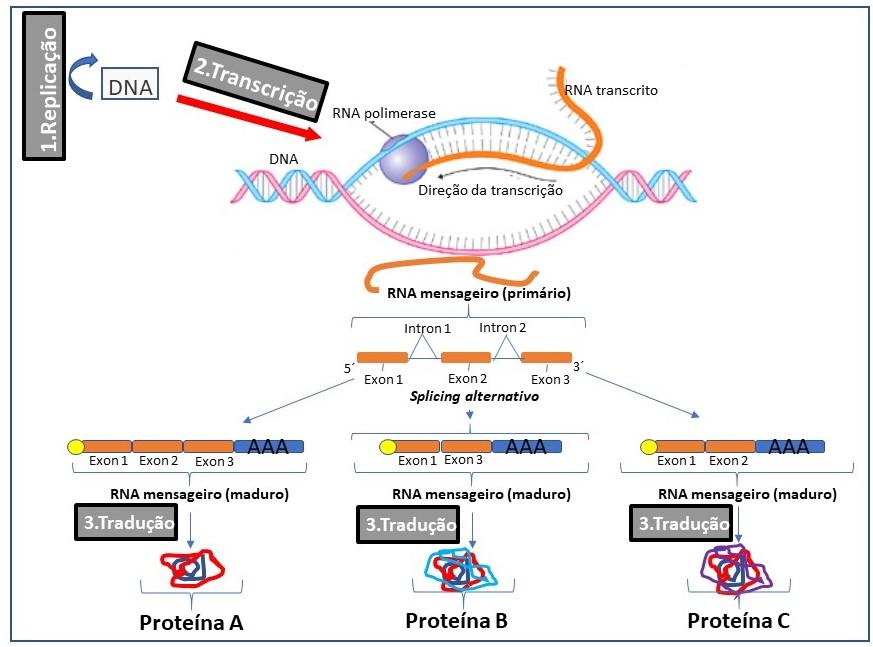 1.Replicação
DNA
2.Transcrição
RNA polimerase
RNA transcrito
DNA
Direção da transcrição
RNA mensageiro (primário)
Intron 1
Intron 2
5´
3´
Exon 1
Exon 2
Exon 3
Splicing alternativo
AAA
AAA
AAA
Exon 1
Exon 2
Exon 3
Exon 1
Exon 3
Exon 1
Exon 2
RNA mensageiro (maduro)
RNA mensageiro (maduro)
RNA mensageiro (maduro)
3.Tradução
3.Tradução
3.Tradução
Proteína A
Proteína B
Proteína C